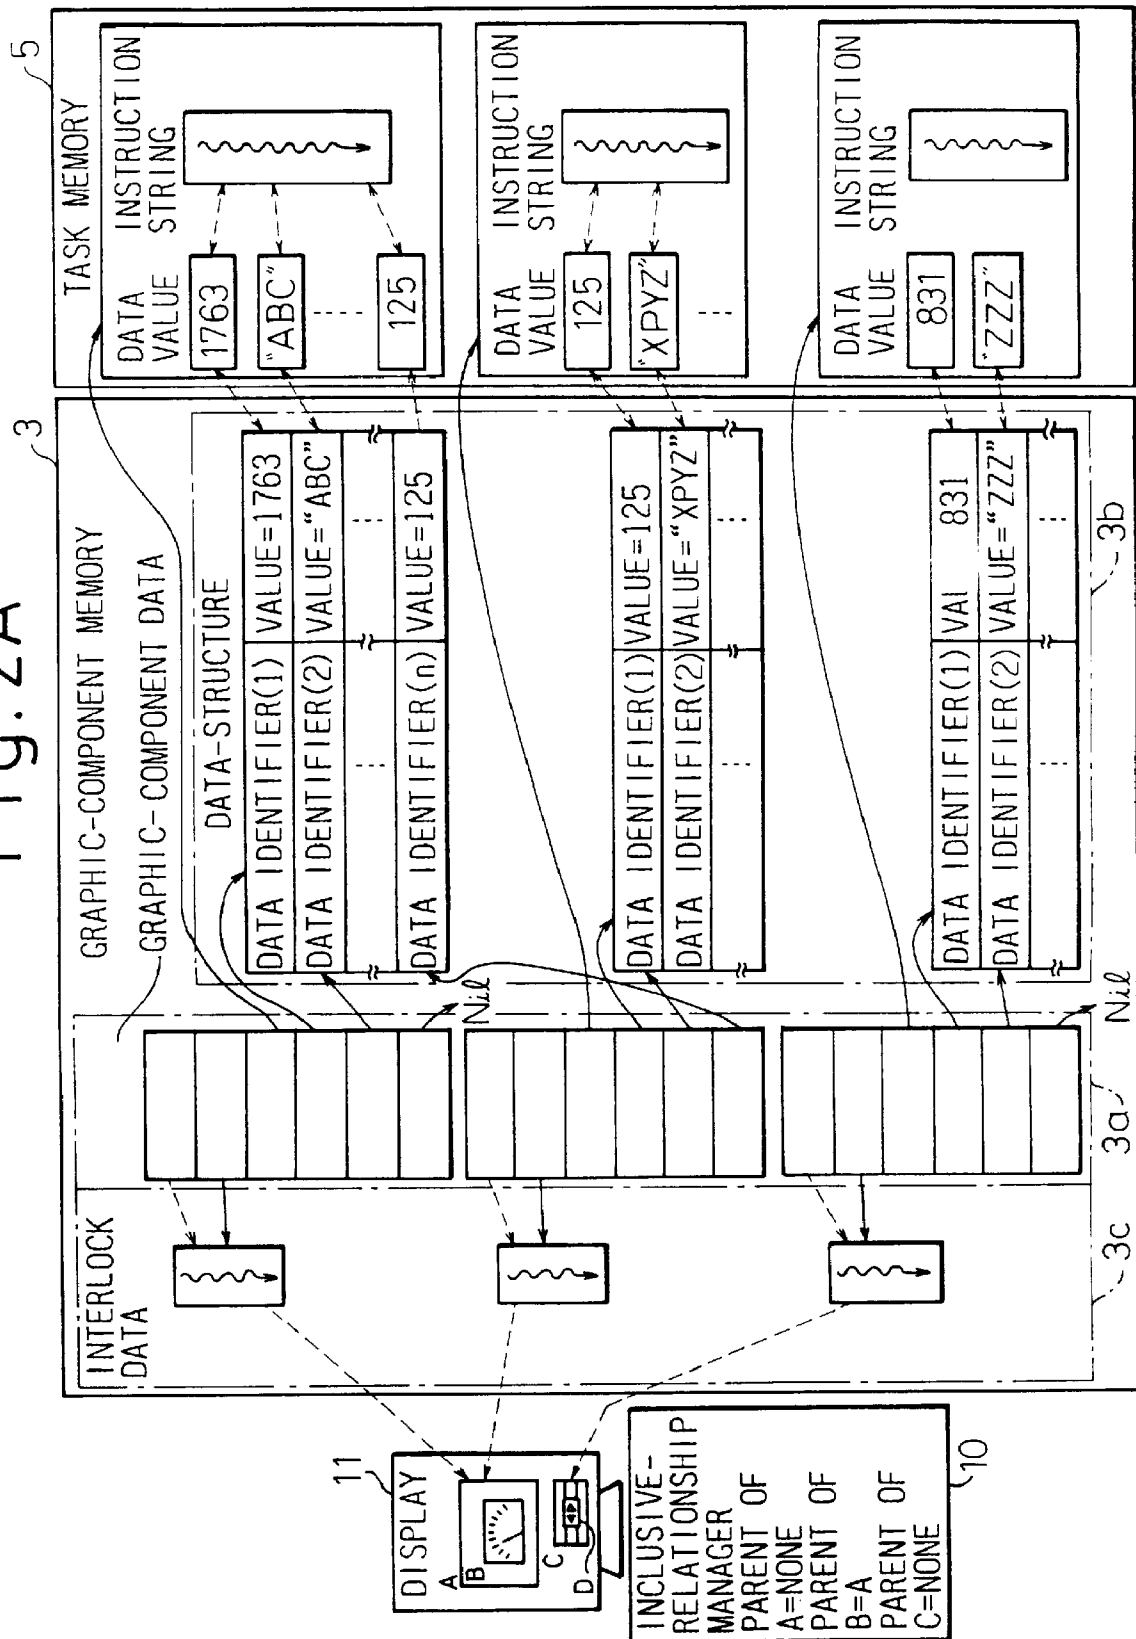 Fig. 2A
3
GRAPHIC-COMPONENT MEMORY
GRAPHIC-COMPONENT DATA
DATA-STRUCTURE
DATA IDENTIFIER(1) VALUE=1763
DATA IDENTIFIER(2) VALUE="ABC"
DATA IDENTIFIER(n) VALUE=125
DATA IDENTIFIER(1) VALUE=125
DATA IDENTIFIER(2) VALUE="XPYZ"
DATA IDENTIFIER(1) VAI 831
DATA IDENTIFIER(2) VALUE="ZZZ"
Nil
Nil
INTERLOCK
DATA
3c
3a
3b
5
TASK MEMORY
DATA
VALUE
INSTRUCTION
STRING
1763
"ABC"
125
DATA
VALUE
INSTRUCTION
STRING
125
"XPYZ"
DATA
VALUE
INSTRUCTION
STRING
831
"ZZZ"
11
DISPLAY
A
B
C
D
INCLUSIVE-
RELATIONSHIP
MANAGER
PARENT OF
A=NONE
PARENT OF
B=A
PARENT OF
C=NONE
10